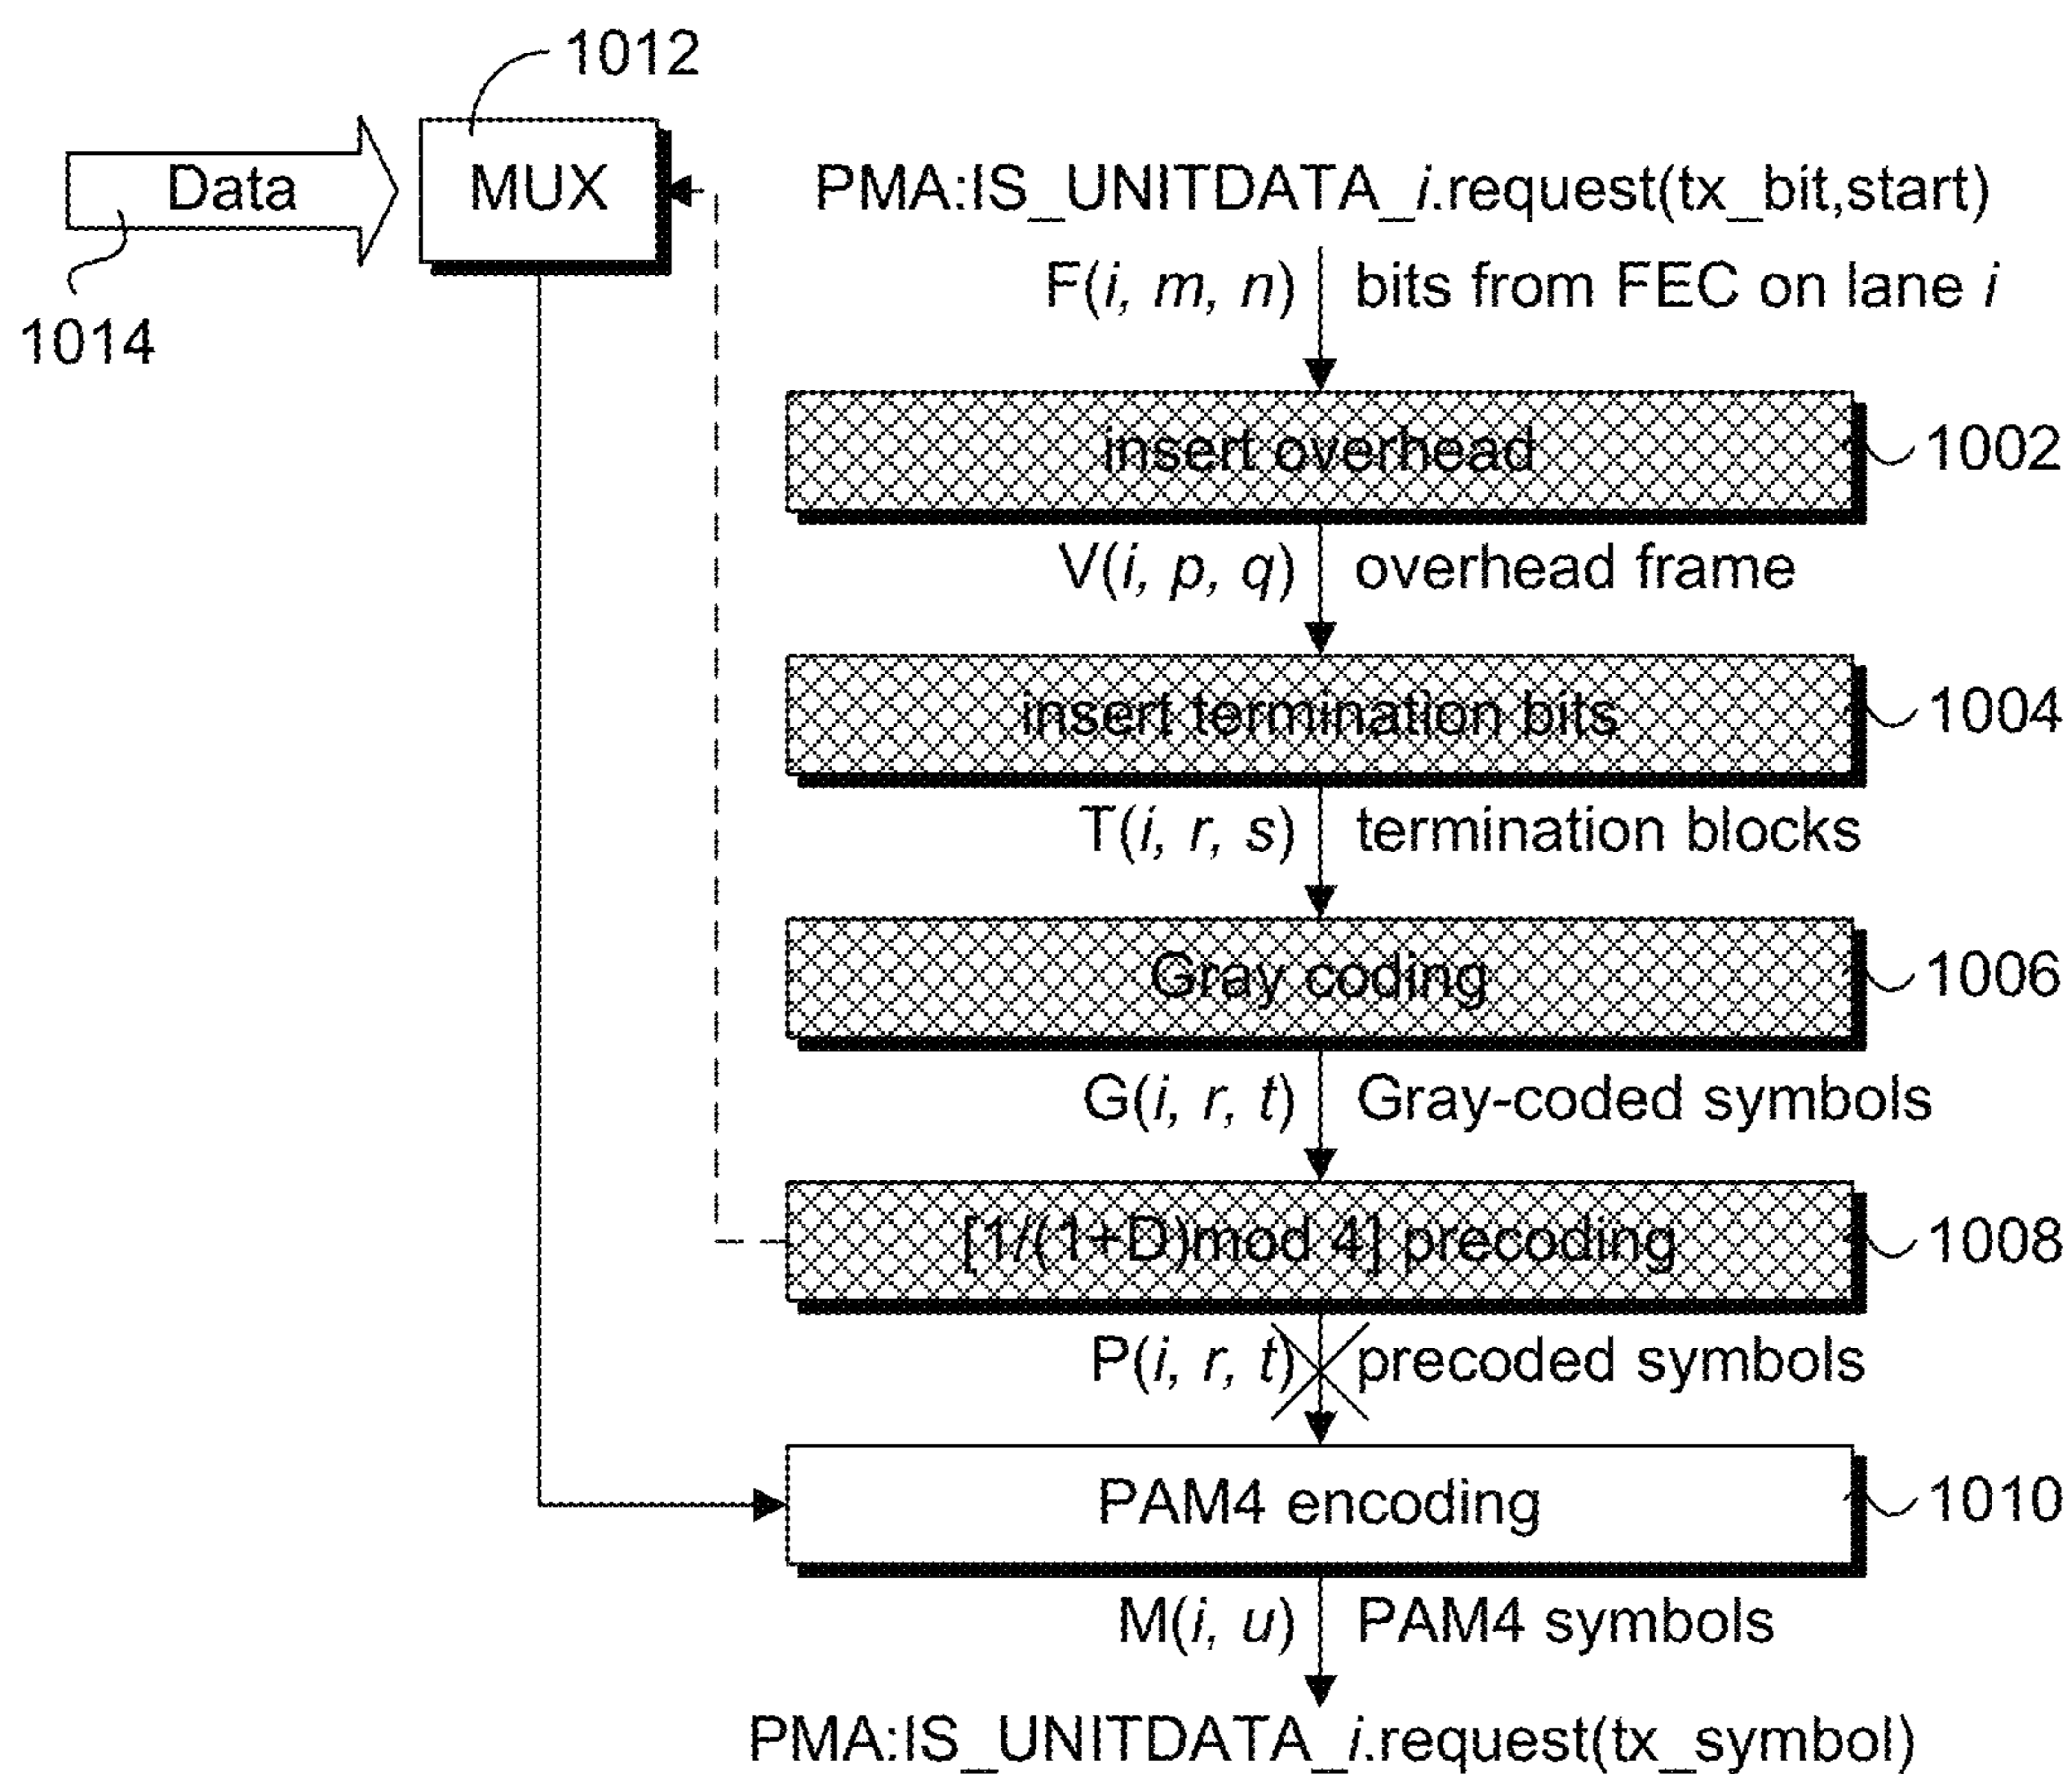 1012
Data
MUX
1014
PMA:IS_UNITDATA_i.request(tx_bit,start)
F(i, m, n) bits from FEC on lane i
insert overhead
1002
V(i, p, q) overhead frame
insert termination bits
1004
T(i, r, s) termination blocks
Gray coding
1006
G(i, r, t) Gray-coded symbols
[1/(1+D)mod 4] precoding
1008
P(i, r, t) precoded symbols
PAM4 encoding
1010
M(i, u) PAM4 symbols
PMA:IS_UNITDATA_i.request(tx_symbol)